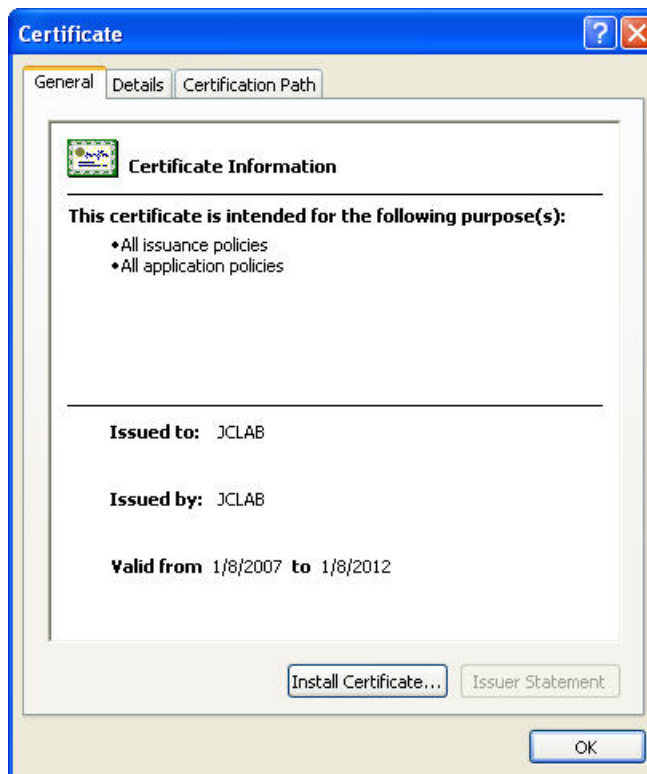 Certificate
General Details Certification Path
Certificate Information
This certificate is intended for the following purpose(s):
•All issuance policies
•All application policies
Issued to: JCLAB
Issued by: JCLAB
Valid from 1/8/2007 to 1/8/2012
Install Certificate... Issuer Statement
OK